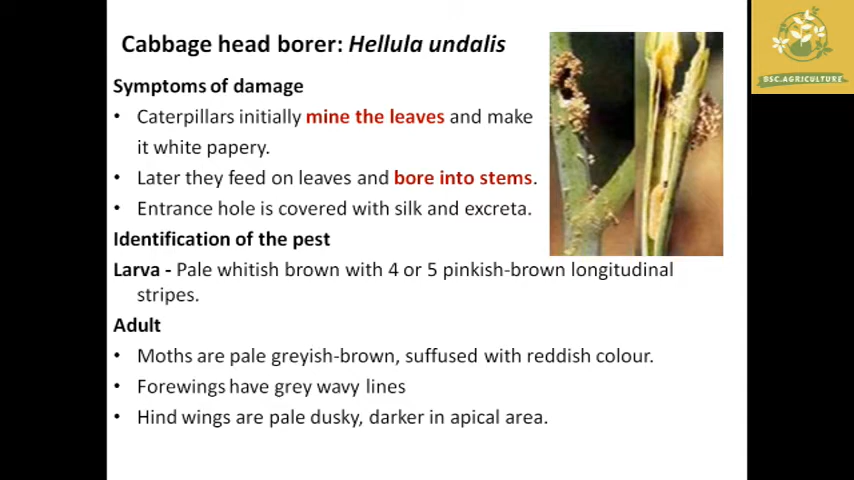 Cabbage head borer: Hellula undalis
Symptoms of damage
• Caterpillars initially mine the leaves and make
it white papery.
• Later they feed on leaves and bore into stems.
• Entrance hole is covered with silk and excreta.
Identification of the pest
Larva - Pale whitish brown with 4 or 5 pinkish-brown longitudinal
stripes.
Adult
• Moths are pale greyish-brown, suffused with reddish colour.
• Forewings have grey wavy lines
• Hind wings are pale dusky, darker in apical area.
BSC.AGRICULTURE